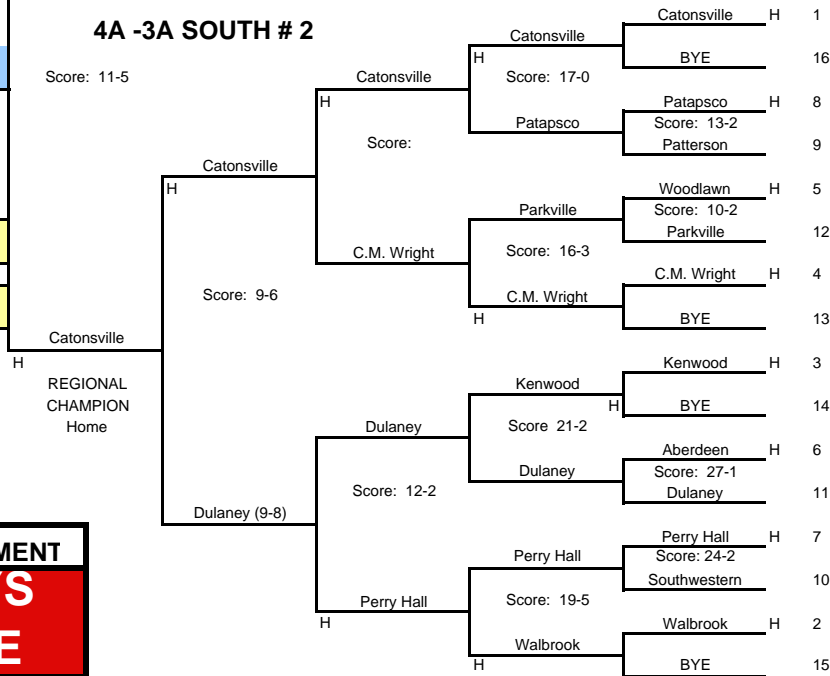 4A -3A SOUTH # 2
Score: 11-5
Catonsville H 1
BYE 16
Catonsville
H
Score: 17-0
Patapsco H 8
Score: 13-2
Patterson 9
Patapsco
Catonsville
H
Score:
Woodlawn H 5
Score: 10-2
Parkville 12
Parkville
Score: 16-3
C.M. Wright H 4
BYE 13
C.M. Wright
H
C.M. Wright
Catonsville
H
Score: 9-6
Catonsville
H
REGIONAL
CHAMPION
Home
Kenwood H 3
BYE 14
Kenwood
H
Score 21-2
Aberdeen H 6
Score: 27-1
Dulaney 11
Dulaney
Dulaney
Score: 12-2
Dulaney (9-8)
Perry Hall H 7
Score: 24-2
Southwestern 10
Perry Hall
Score: 19-5
Walbrook H 2
BYE 15
Walbrook
H
Perry Hall
H
MENT
S
E